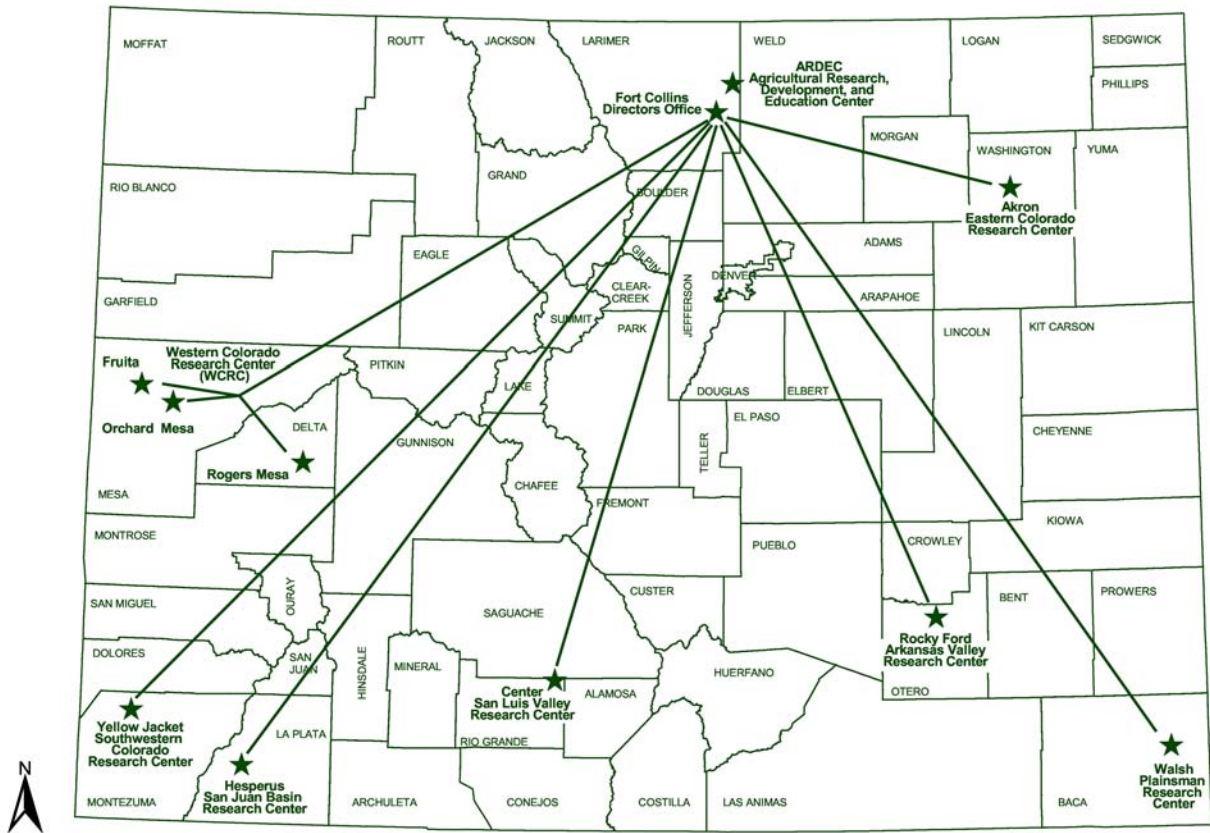 MOFFAT
ROUTT
JACKSON
LARIMER
WELD
LOGAN
SEDGWICK
PHILLIPS
ARDEC
Agricultural Research,
Development, and
Education Center
Fort Collins
Directors Office
MORGAN
WASHINGTON
YUMA
RIO BLANCO
GRAND
BOULDER
Akron
Eastern Colorado
Research Center
EAGLE
GILPIN
ADAMS
DENVER
CLEAR-
CREEK
ARAPAHOE
GARFIELD
SUMMIT
PARK
JEFFERSON
LINCOLN
KIT CARSON
Western Colorado
Research Center
(WCRC)
Fruita
PITKIN
LAKE
DOUGLAS
ELBERT
Orchard Mesa
DELTA
GUNNISON
EL PASO
TELLER
CHEYENNE
Rogers Mesa
MESA
CHAFEE
FREMONT
KIOWA
MONTROSE
PUEBLO
CROWLEY
OURAY
SAN MIGUEL
SAGUACHE
CUSTER
BENT
PROWERS
DOLORES
SAN
JUAN
HINSDALE
MINERAL
Rocky Ford
Arkansas Valley
Research Center
HUERFANO
OTERO
Center
San Luis Valley
Research Center
ALAMOSA
Yellow Jacket
Southwestern
Colorado
Research Center
LA PLATA
RIO GRANDE
Hesperus
San Juan Basin
Research Center
Walsh
Plainsman
Research
Center
MONTEZUMA
ARCHULETA
CONEJOS
COSTILLA
LAS ANIMAS
BACA
N